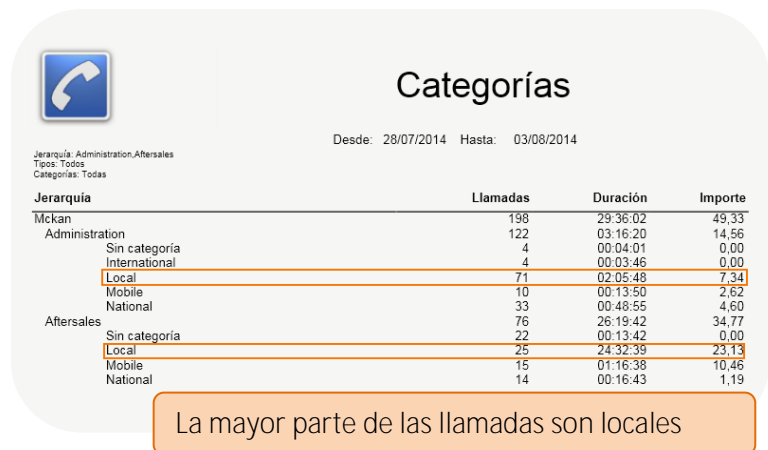 Categorías
Desde: 28/07/2014 Hasta: 03/08/2014
Jerarquía: Administration,Aftersales
Tipos: Todos
Categorías: Todas
Jerarquía Llamadas Duración Importe
Mckan 198 29:36:02 49,33
Administration 122 03:16:20 14,56
Sin categoría 4 00:04:01 0,00
International 4 00:03:46 0,00
Local 71 02:05:48 7,34
Mobile 10 00:13:50 2,62
National 33 00:48:55 4,60
Aftersales 76 26:19:42 34,77
Sin categoría 22 00:13:42 0,00
Local 25 24:32:39 23,13
Mobile 15 01:16:38 10,46
National 14 00:16:43 1,19
La mayor parte de las llamadas son locales